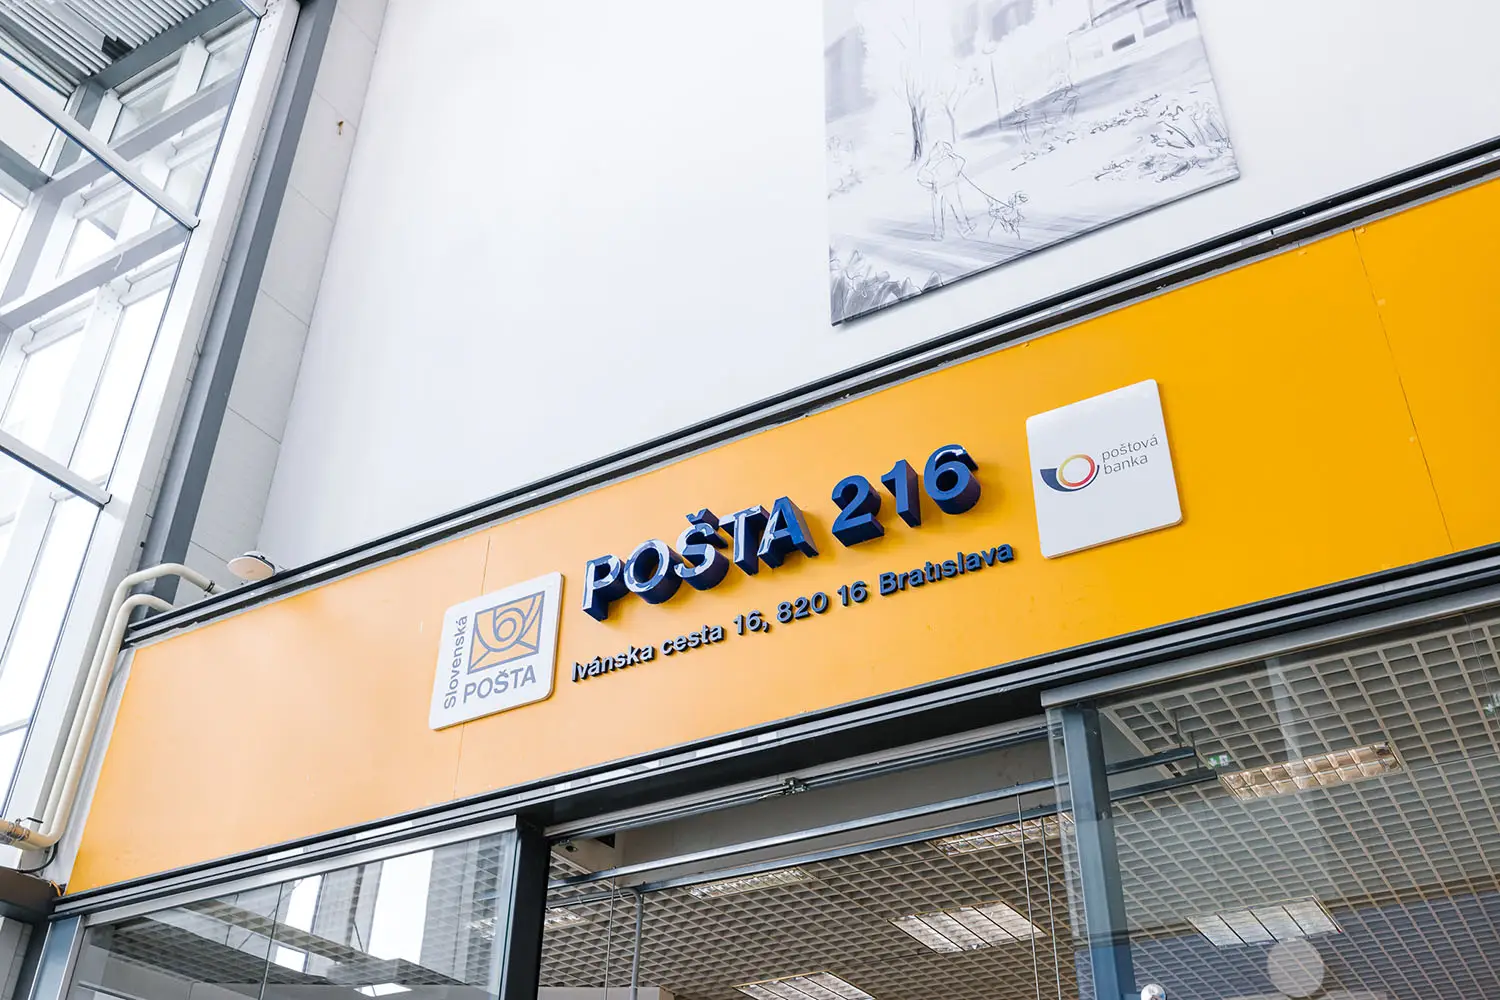 Slovenská
POŠTA
POŠTA 216
Ivánska cesta 16, 820 16 Bratislava
poštová
banka